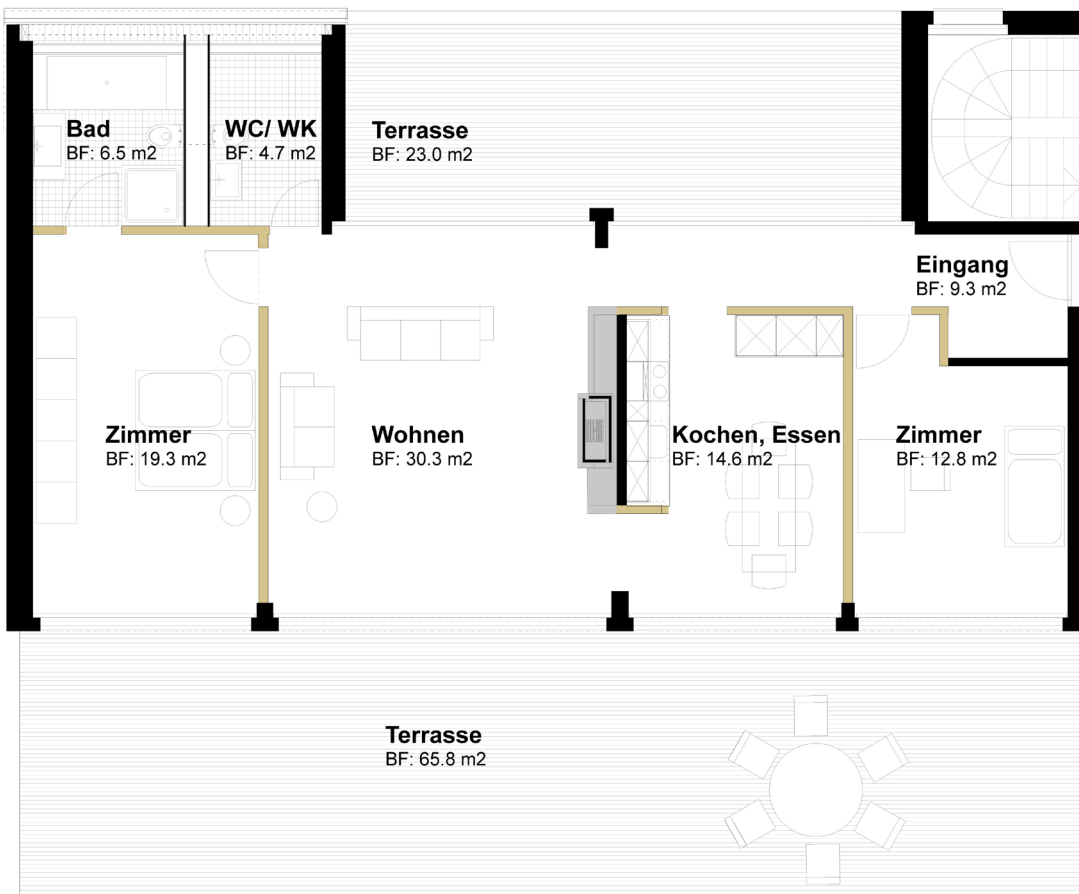 Bad
BF: 6.5 m2
WC/ WK
BF: 4.7 m2
Terrasse
BF: 23.0 m2
Eingang
BF: 9.3 m2
Zimmer
BF: 19.3 m2
Wohnen
BF: 30.3 m2
Kochen, Essen
BF: 14.6 m2
Zimmer
BF: 12.8 m2
Terrasse
BF: 65.8 m2